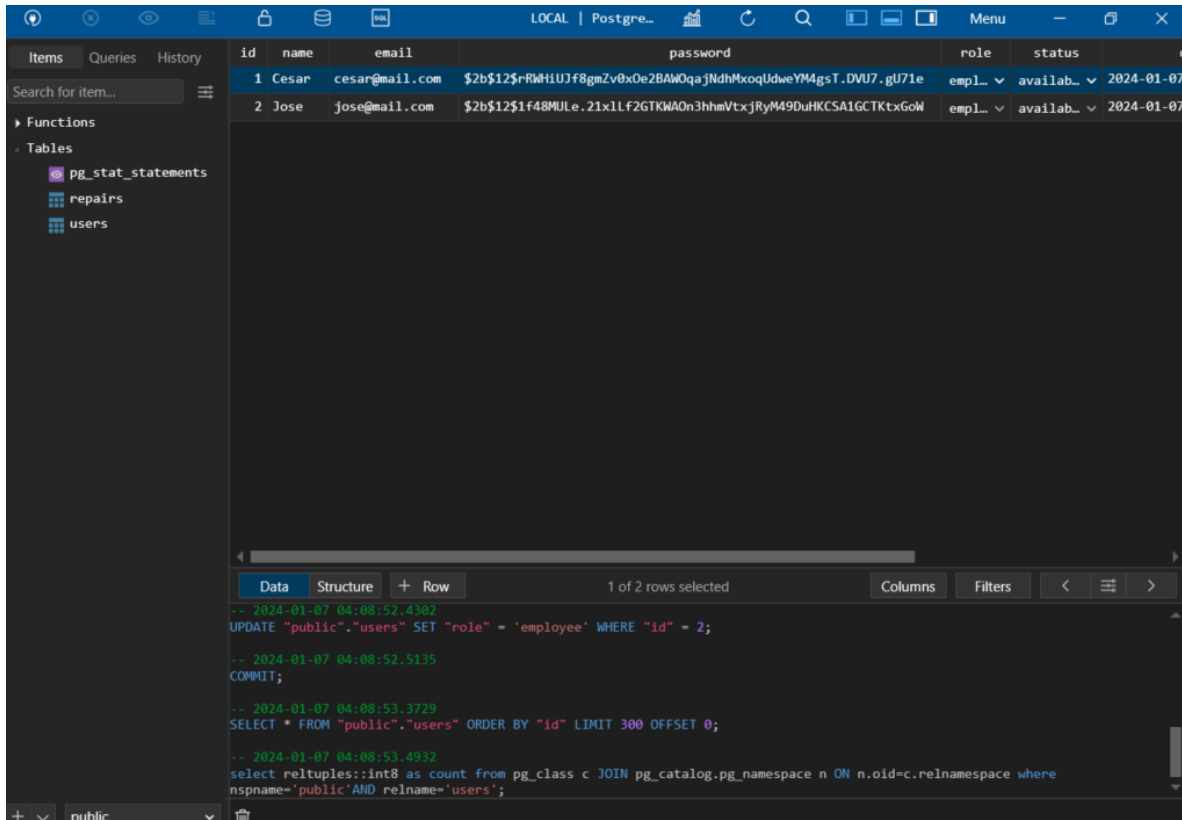 SQL LOCAL | Postgre… Menu
Items Queries History
Search for item...
Functions
Tables
pg_stat_statements
repairs
users
id name email password role status
1 Cesar cesar@mail.com $2b$12$rRWHiUJf8gmZv0xOe2BAWOqajNdhMxoqUdweYM4gsT.DVU7.gU71e empl… availab… 2024-01-07
2 Jose jose@mail.com $2b$12$1f48MULe.21xlLf2GTKWAOn3hhmVtxjRyM49DuHKCSA1GCTKtxGoW empl… availab… 2024-01-07
Data Structure + Row 1 of 2 rows selected Columns Filters
-- 2024-01-07 04:08:52.4302
UPDATE "public"."users" SET "role" = 'employee' WHERE "id" = 2;
-- 2024-01-07 04:08:52.5135
COMMIT;
-- 2024-01-07 04:08:53.3729
SELECT * FROM "public"."users" ORDER BY "id" LIMIT 300 OFFSET 0;
-- 2024-01-07 04:08:53.4932
select reltuples::int8 as count from pg_class c JOIN pg_catalog.pg_namespace n ON n.oid=c.relnamespace where
nspname='public'AND relname='users';
public